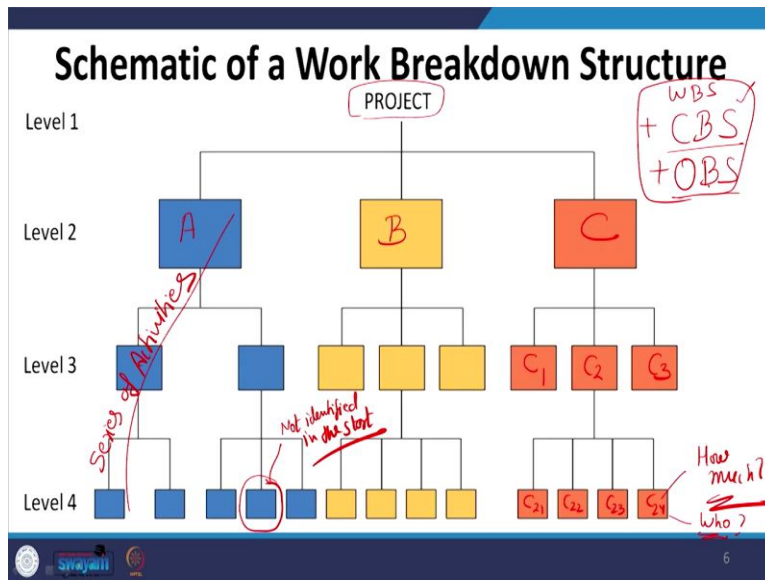 Schematic of a Work Breakdown Structure
WBS
+ CBS
+ OBS
PROJECT
Level 1
Level 2
A
B
C
Series of Activities
Level 3
C1
C2
C3
Not identified
in the start
Level 4
C21
C22
C23
C24
How
much?
Who?
swayam
6